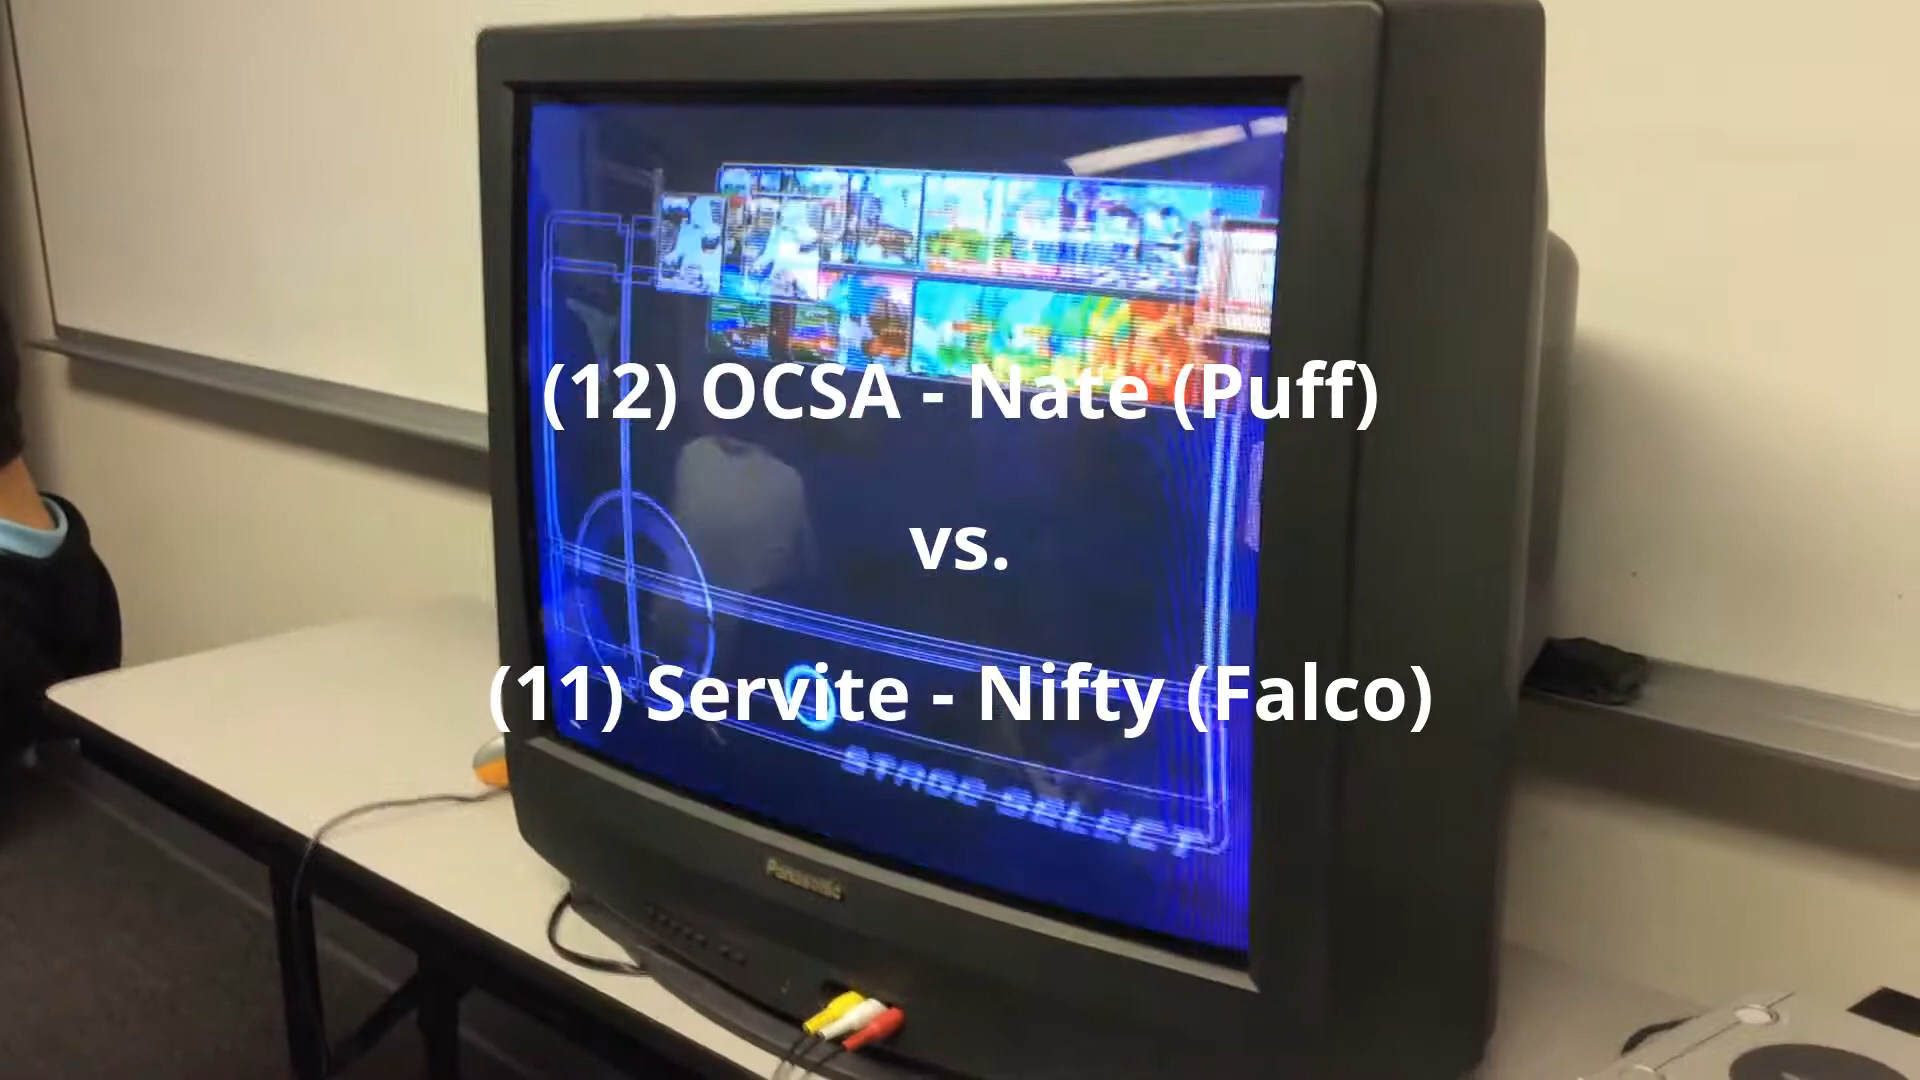 (12) OCSA - Nate (Puff)
vs.
(11) Servite - Nifty (Falco)
STAGE SELECT
Panasonic